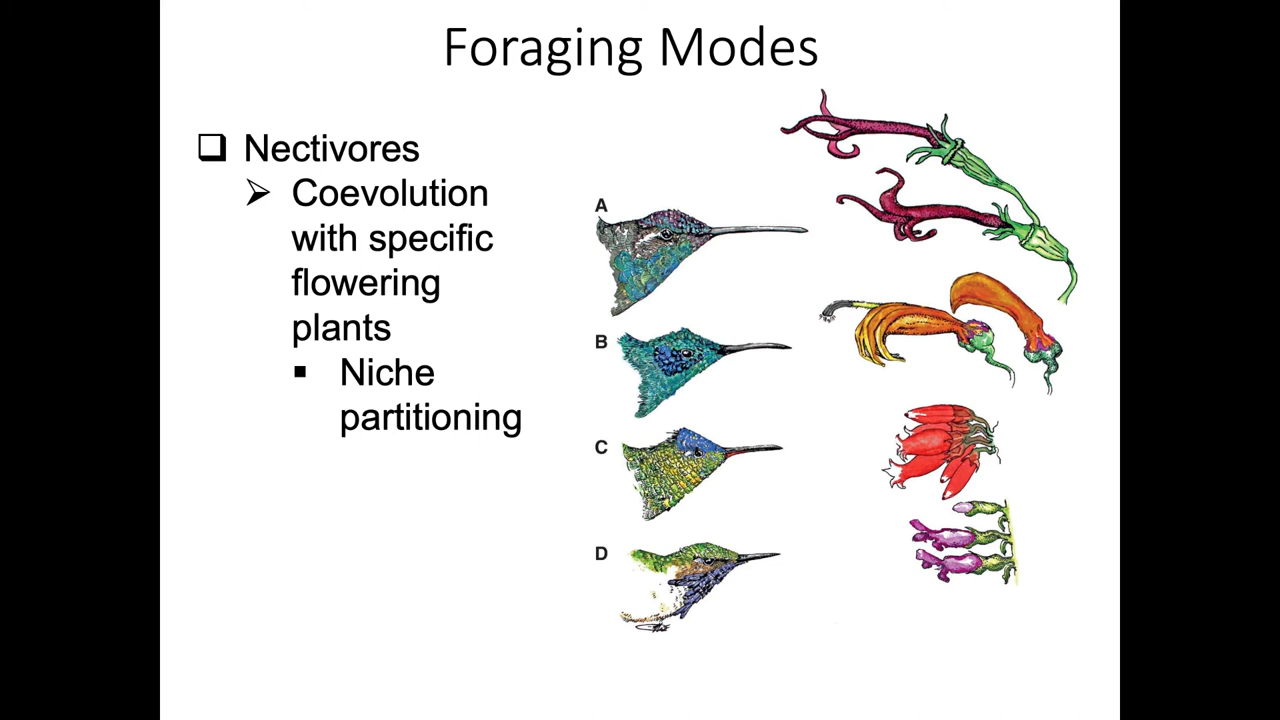 Foraging Modes
Nectivores
Coevolution
with specific
flowering
plants
Niche
partitioning
A
B
C
D